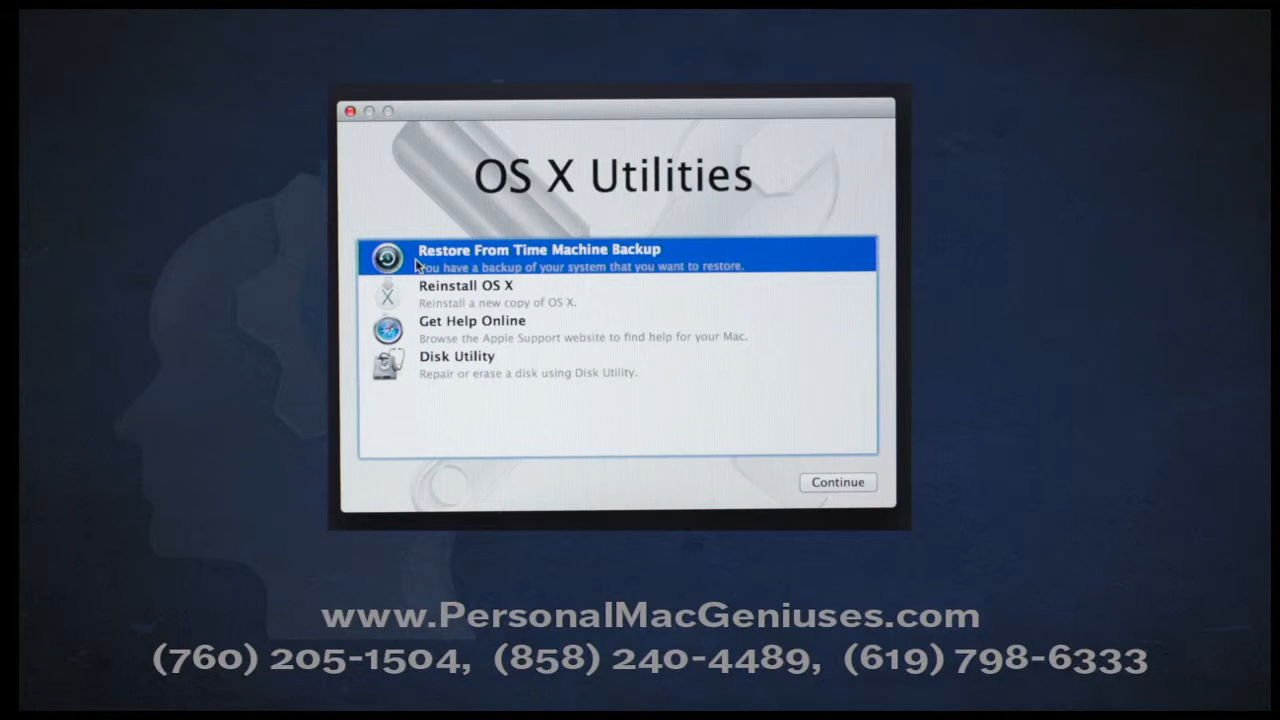 OS X Utilities
Restore From Time Machine Backup
You have a backup of your system that you want to restore.
Reinstall OS X
Reinstall a new copy of OS X.
Get Help Online
Browse the Apple Support website to find help for your Mac.
Disk Utility
Repair or erase a disk using Disk Utility.
Continue
www.PersonalMacGeniuses.com
(760) 205-1504, (858) 240-4489, (619) 798-6333